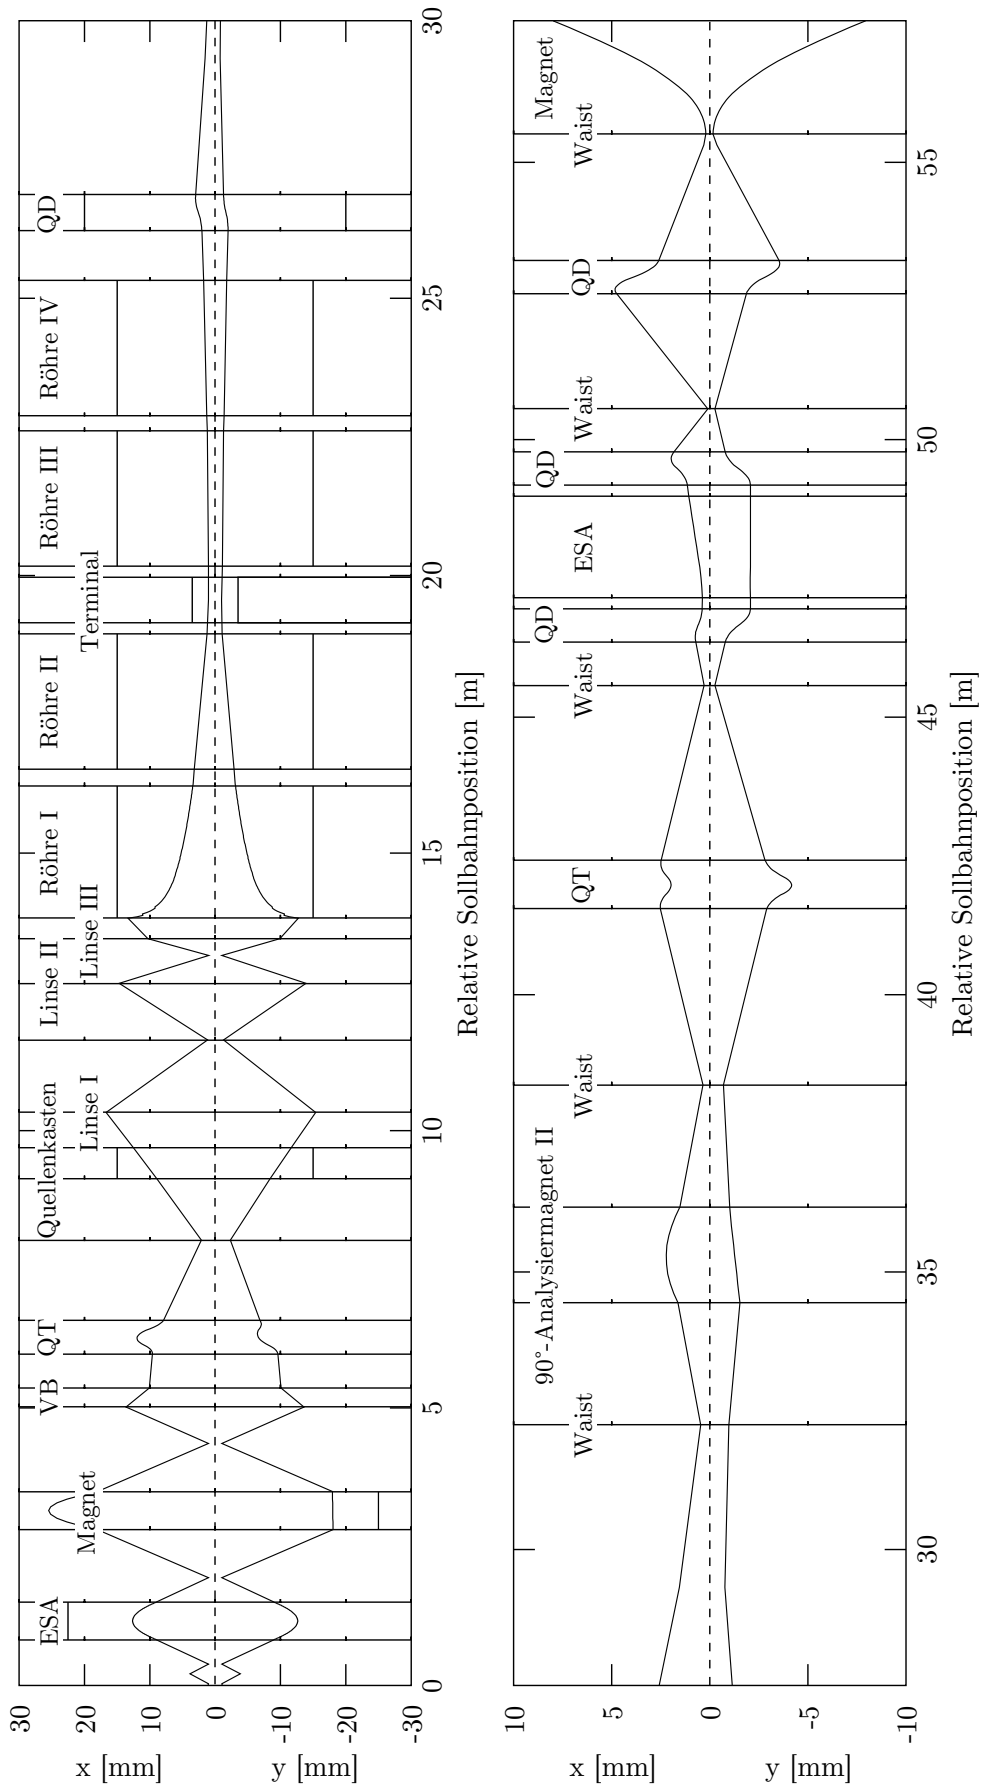 x [mm]
y [mm]
30
20
10
0
-10
-20
-30
ESA
Magnet
VB
QT
Quellenkasten
Linse I
Linse II
Linse III
Röhre I
Röhre II
Terminal
Röhre III
Röhre IV
QD
0
5
10
15
20
25
30
Relative Sollbahnposition [m]
x [mm]
y [mm]
10
5
0
-5
-10
Waist
90°-Analysiermagnet II
Waist
QT
Waist
QD
ESA
QD
Waist
QD
Waist
Magnet
30
35
40
45
50
55
Relative Sollbahnposition [m]